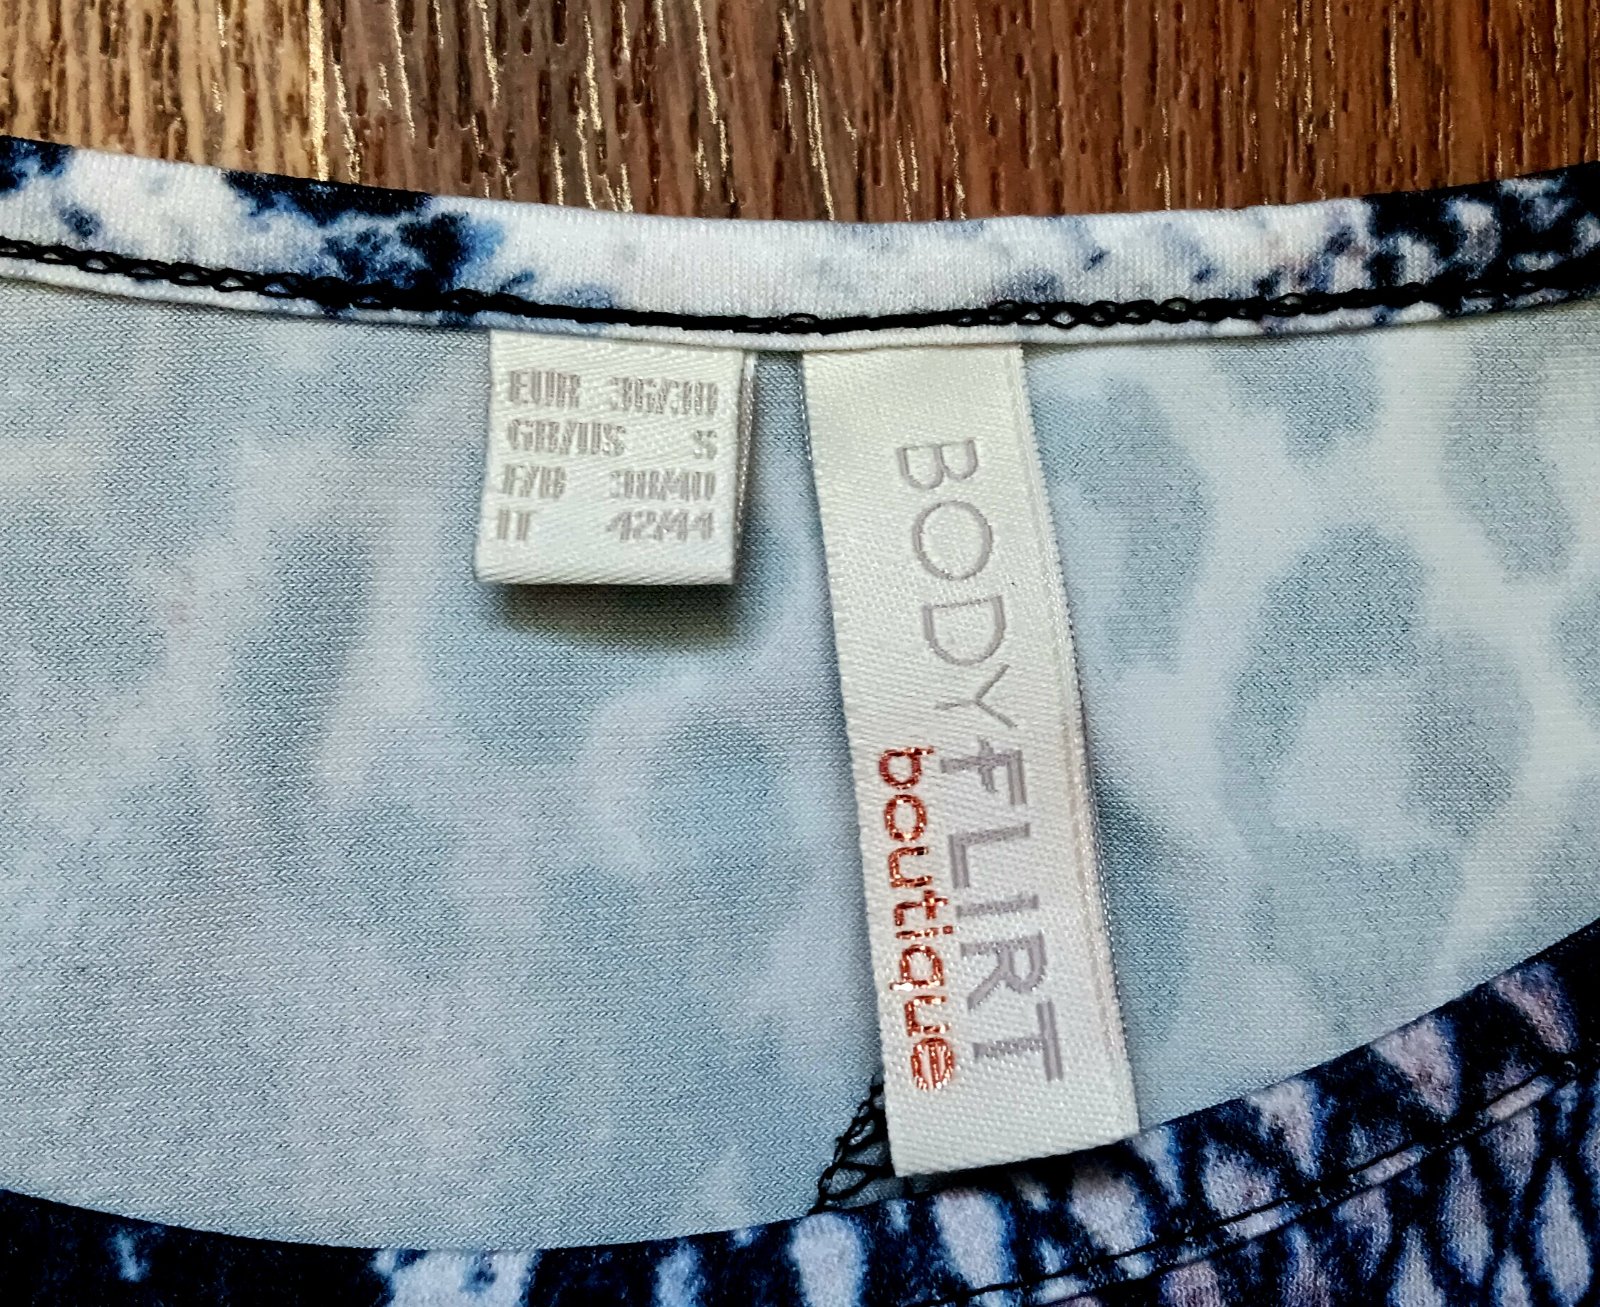 EUR 36/38
GB/US S
F/B 38/40
IT 42/44
BODYFLIRT
boutique